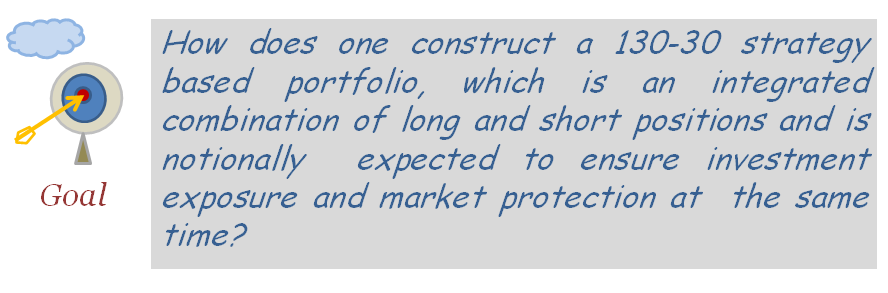 How does one construct a 130-30 strategy
based portfolio, which is an integrated
combination of long and short positions and is
notionally expected to ensure investment
exposure and market protection at the same
time?
Goal